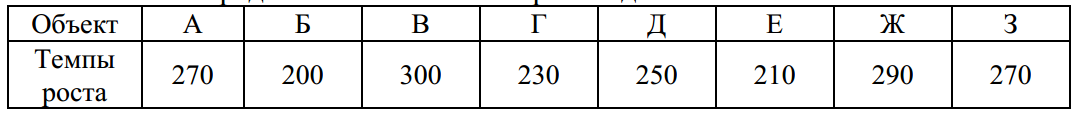 Объект А Б В Г Д Е Ж З
Темпы роста 270 200 300 230 250 210 290 270